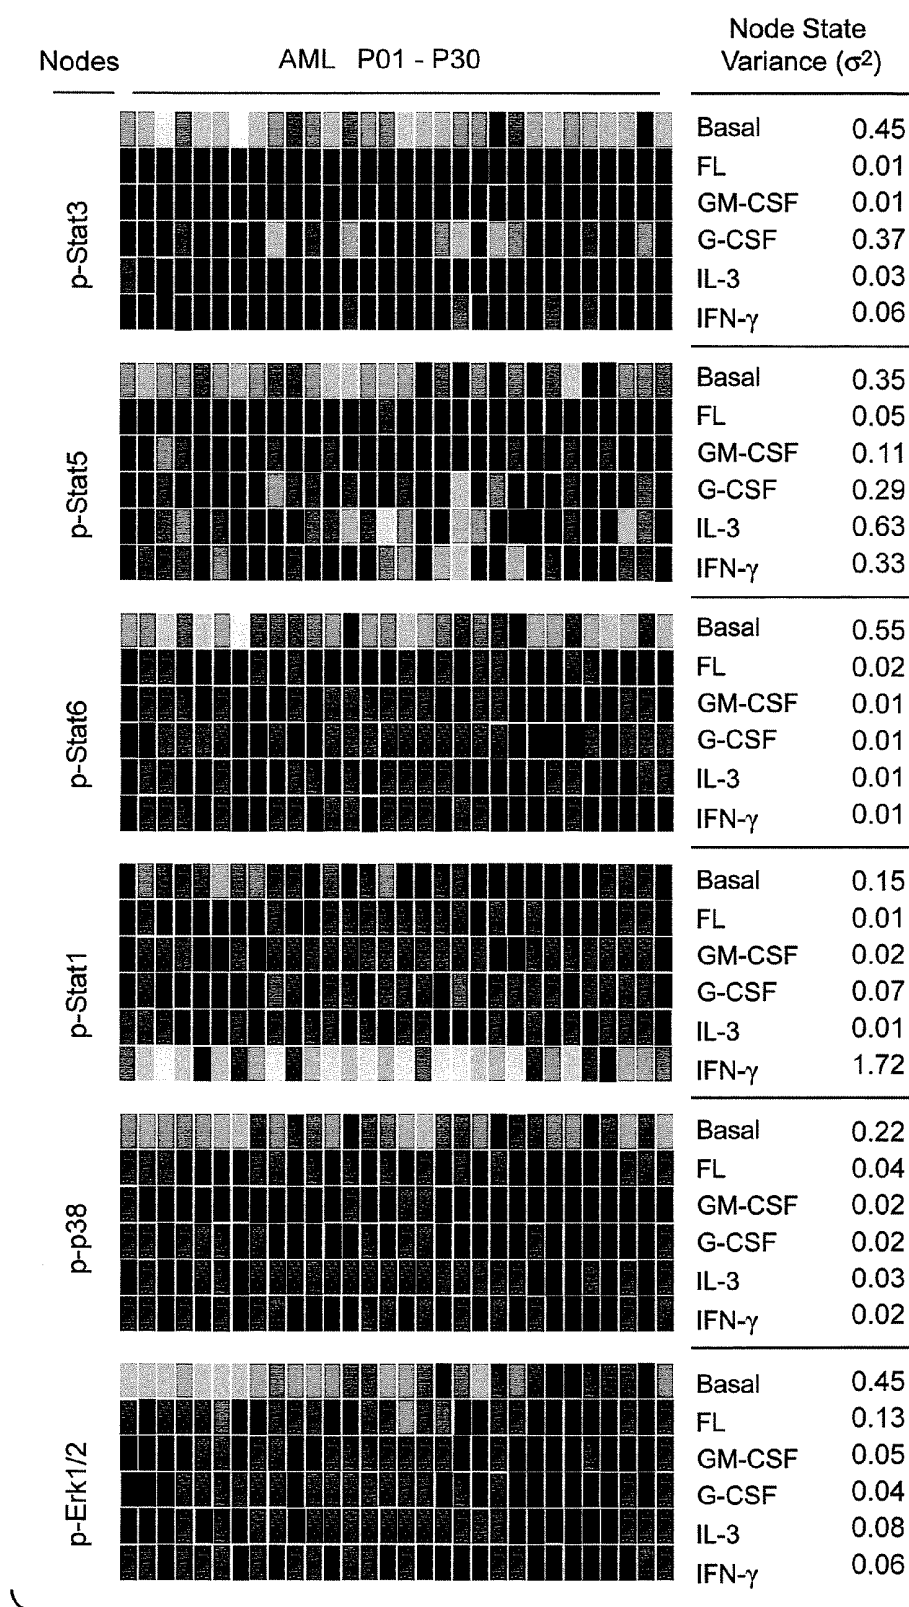 Nodes AML P01 - P30 Node State
Variance (σ²)
p-Stat3
Basal 0.45
FL 0.01
GM-CSF 0.01
G-CSF 0.37
IL-3 0.03
IFN-γ 0.06
p-Stat5
Basal 0.35
FL 0.05
GM-CSF 0.11
G-CSF 0.29
IL-3 0.63
IFN-γ 0.33
p-Stat6
Basal 0.55
FL 0.02
GM-CSF 0.01
G-CSF 0.01
IL-3 0.01
IFN-γ 0.01
p-Stat1
Basal 0.15
FL 0.01
GM-CSF 0.02
G-CSF 0.07
IL-3 0.01
IFN-γ 1.72
p-p38
Basal 0.22
FL 0.04
GM-CSF 0.02
G-CSF 0.02
IL-3 0.03
IFN-γ 0.02
p-Erk1/2
Basal 0.45
FL 0.13
GM-CSF 0.05
G-CSF 0.04
IL-3 0.08
IFN-γ 0.06